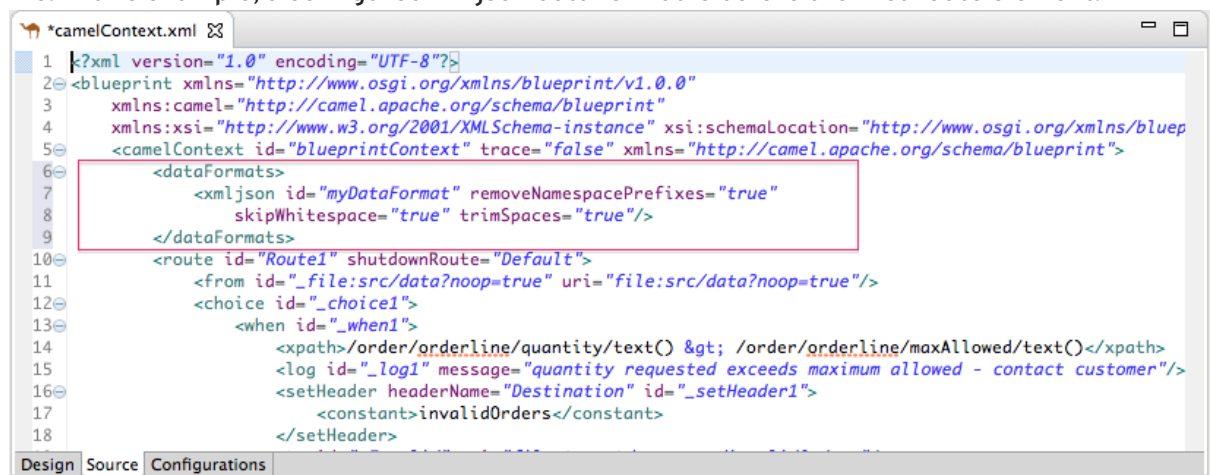 *camelContext.xml
1 <?xml version="1.0" encoding="UTF-8"?>
2 <blueprint xmlns="http://www.osgi.org/xmlns/blueprint/v1.0.0"
3 xmlns:camel="http://camel.apache.org/schema/blueprint"
4 xmlns:xsi="http://www.w3.org/2001/XMLSchema-instance" xsi:schemaLocation="http://www.osgi.org/xmlns/bluep
5 <camelContext id="blueprintContext" trace="false" xmlns="http://camel.apache.org/schema/blueprint">
6 <dataFormats>
7 <xmljson id="myDataFormat" removeNamespacePrefixes="true"
8 skipWhitespace="true" trimSpaces="true"/>
9 </dataFormats>
10 <route id="Route1" shutdownRoute="Default">
11 <from id="_file:src/data?noop=true" uri="file:src/data?noop=true"/>
12 <choice id="_choice1">
13 <when id="_when1">
14 <xpath>/order/orderline/quantity/text() &gt; /order/orderline/maxAllowed/text()</xpath>
15 <log id="_log1" message="quantity requested exceeds maximum allowed - contact customer"/>
16 <setHeader headerName="Destination" id="_setHeader1">
17 <constant>invalidOrders</constant>
18 </setHeader>
Design Source Configurations